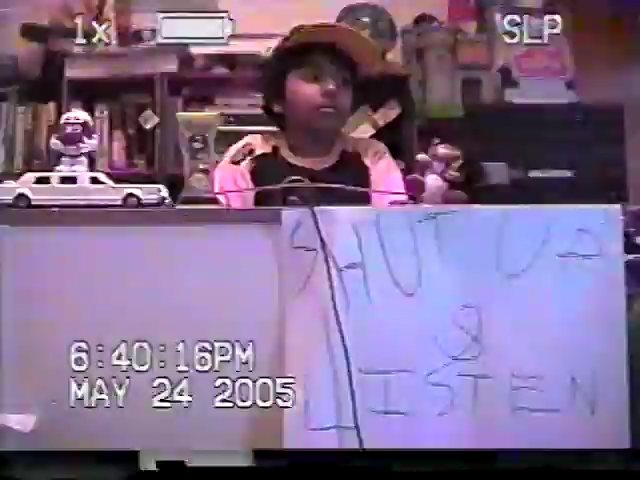 1x SLP
SHUT UP
&
LISTEN
6:40:16PM
MAY 24 2005